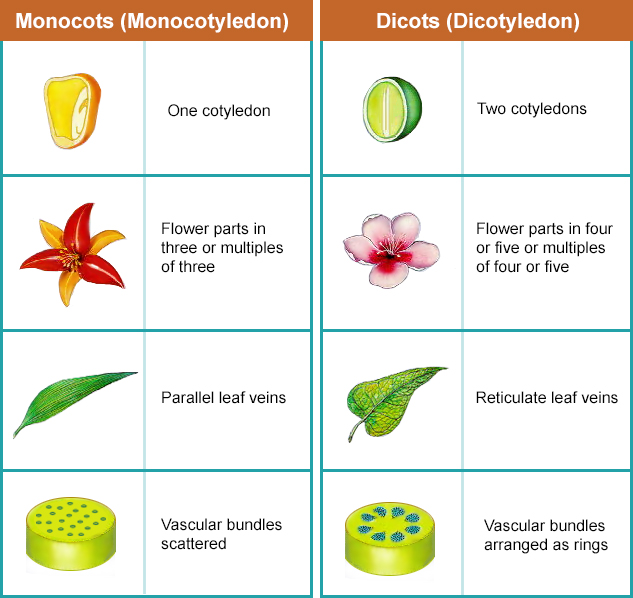 Monocots (Monocotyledon)
One cotyledon
Flower parts in
three or multiples
of three
Parallel leaf veins
Vascular bundles
scattered
Dicots (Dicotyledon)
Two cotyledons
Flower parts in four
or five or multiples
of four or five
Reticulate leaf veins
Vascular bundles
arranged as rings